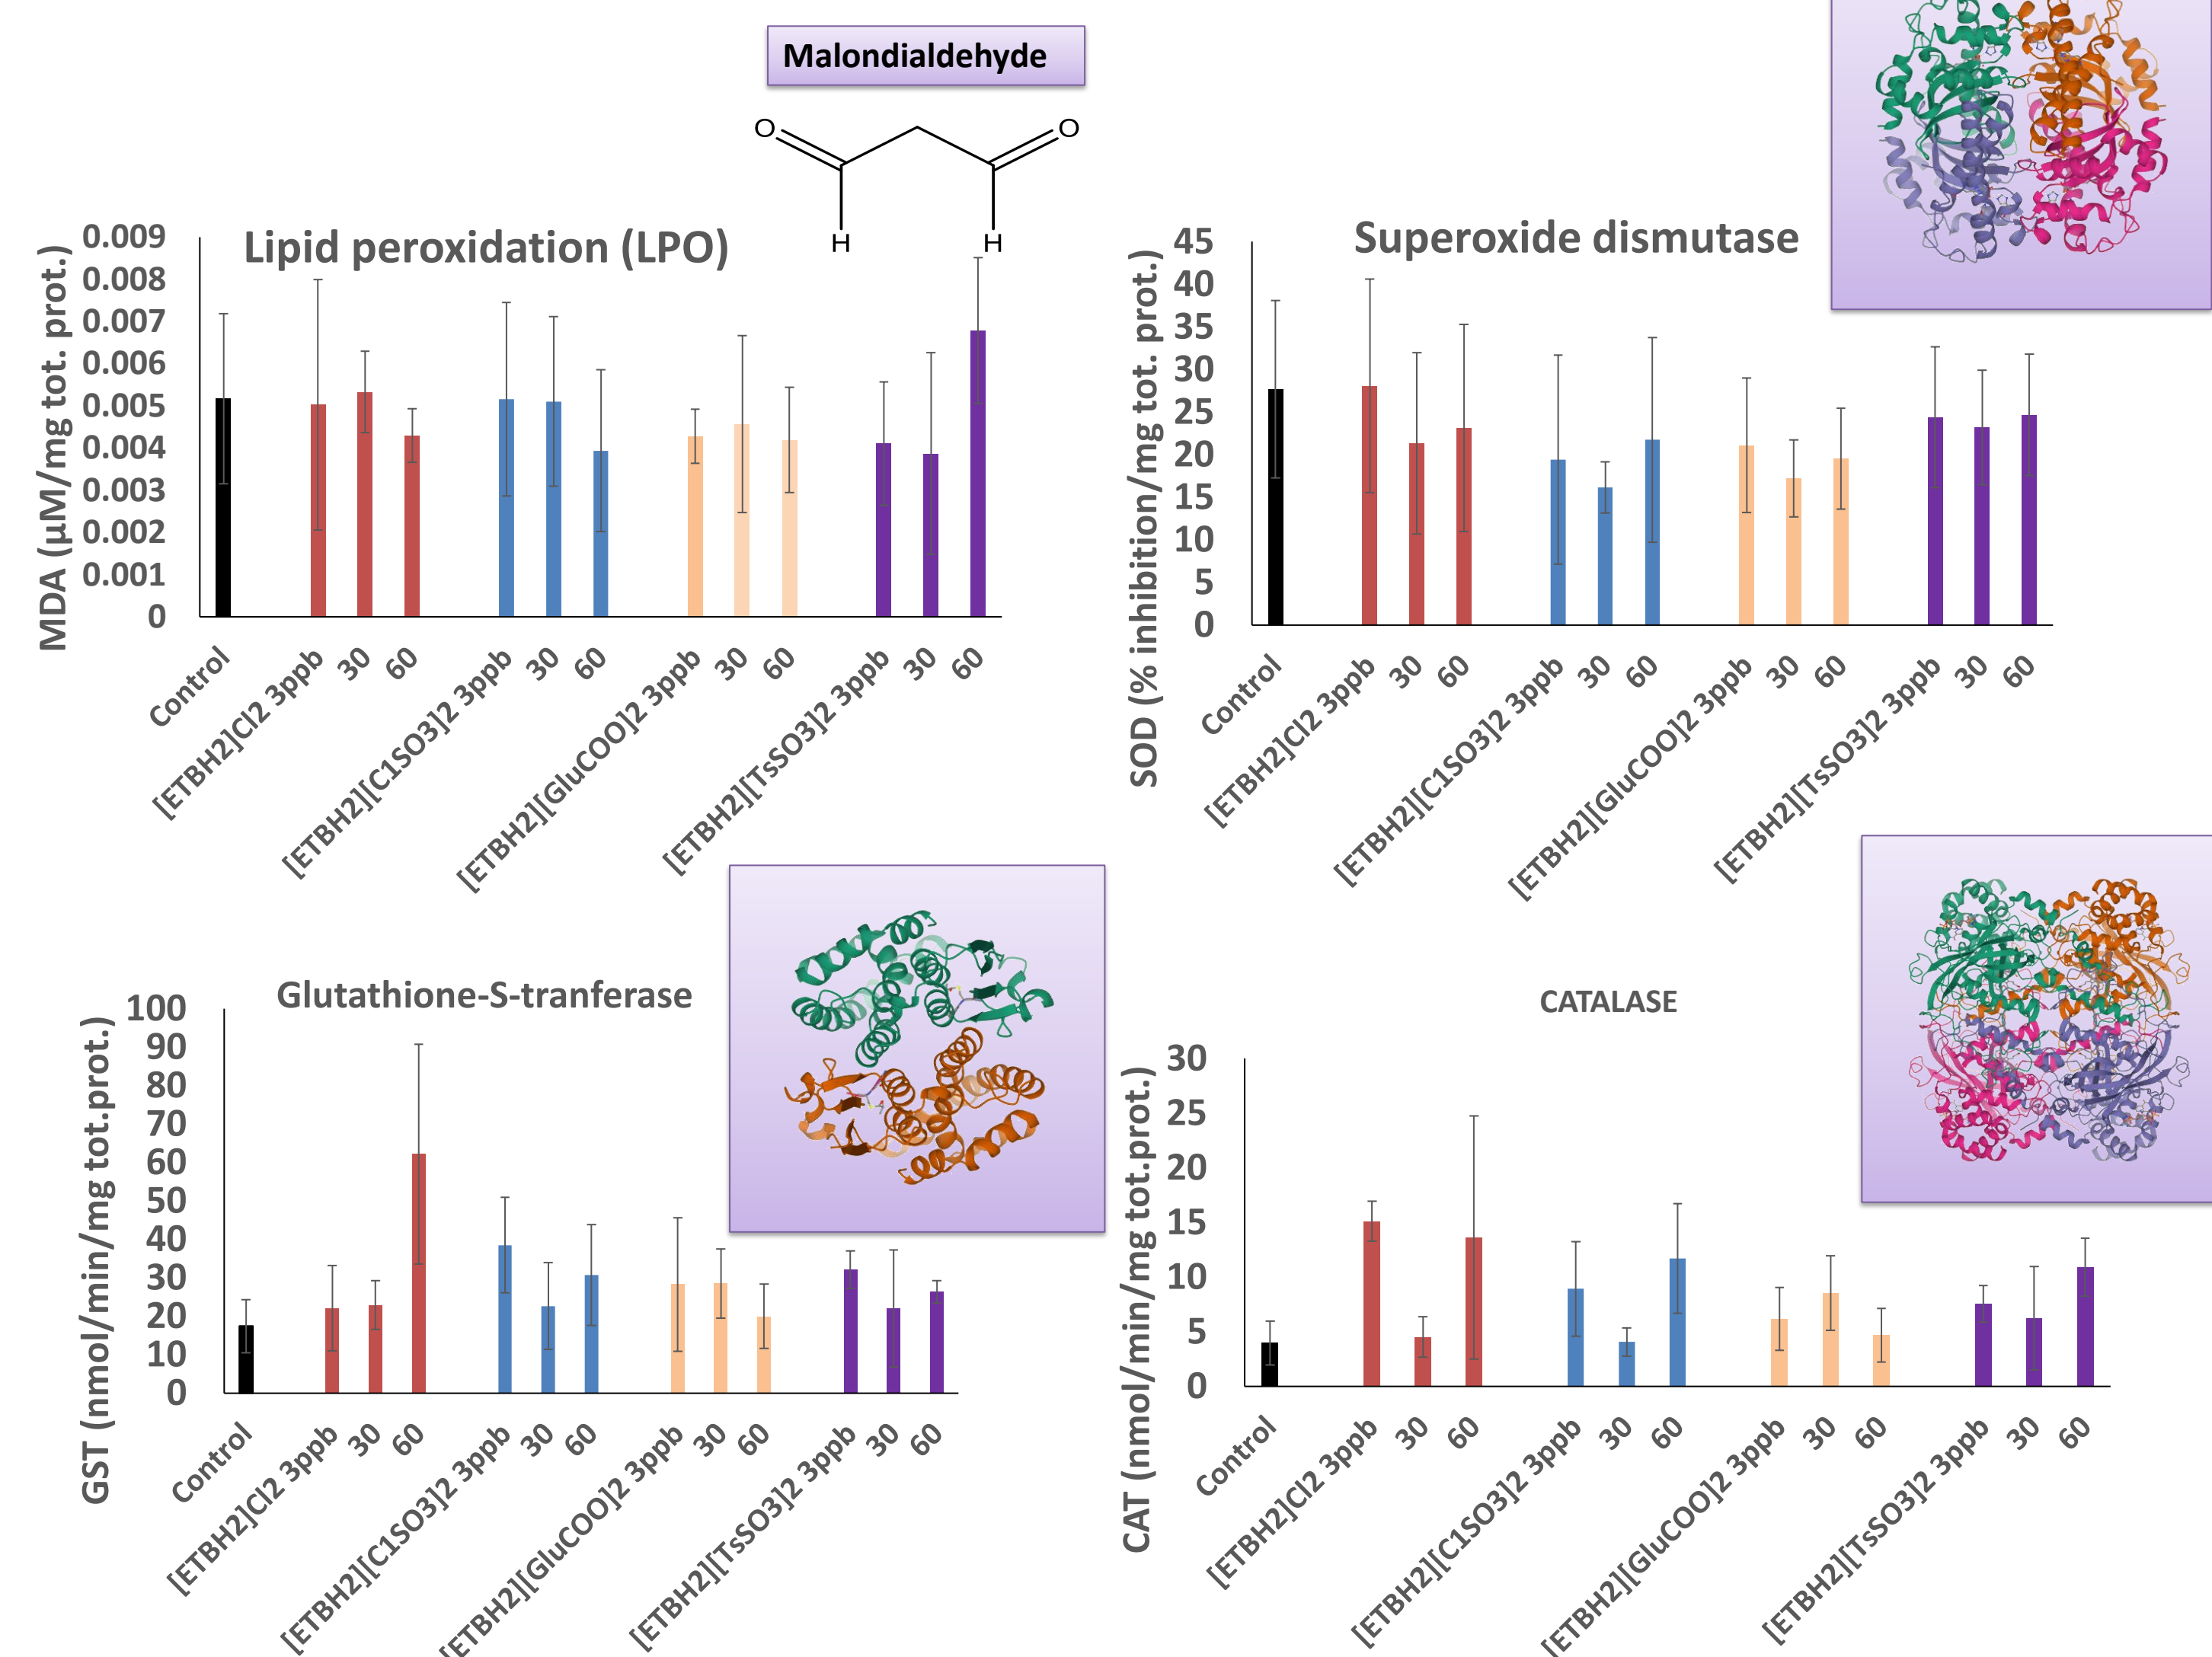 Malondialdehyde
O
O
H
H
Lipid peroxidation (LPO)
MDA (µM/mg tot. prot.)
0.009
0.008
0.007
0.006
0.005
0.004
0.003
0.002
0.001
0
Control
[ETBH2]Cl2 3ppb
30
60
[ETBH2][C1SO3]2 3ppb
30
60
[ETBH2][GluCOO]2 3ppb
30
60
[ETBH2][TsSO3]2 3ppb
30
60
Superoxide dismutase
SOD (% inhibition/mg tot. prot.)
45
40
35
30
25
20
15
10
5
0
Control
[ETBH2]Cl2 3ppb
30
60
[ETBH2][C1SO3]2 3ppb
30
60
[ETBH2][GluCOO]2 3ppb
30
60
[ETBH2][TsSO3]2 3ppb
30
60
Glutathione-S-tranferase
GST (nmol/min/mg tot.prot.)
100
90
80
70
60
50
40
30
20
10
0
Control
[ETBH2]Cl2 3ppb
30
60
[ETBH2][C1SO3]2 3ppb
30
60
[ETBH2][GluCOO]2 3ppb
30
60
[ETBH2][TsSO3]2 3ppb
30
60
CATALASE
CAT (nmol/min/mg tot.prot.)
30
25
20
15
10
5
0
Control
[ETBH2]Cl2 3ppb
30
60
[ETBH2][C1SO3]2 3ppb
30
60
[ETBH2][GluCOO]2 3ppb
30
60
[ETBH2][TsSO3]2 3ppb
30
60